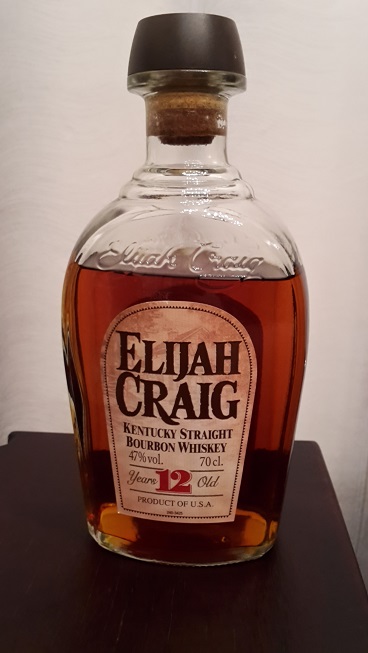 Elijah Craig
ELIJAH
CRAIG
KENTUCKY STRAIGHT
BOURBON WHISKEY
47% vol. 70 cl.
Years 12 Old
PRODUCT OF U.S.A.